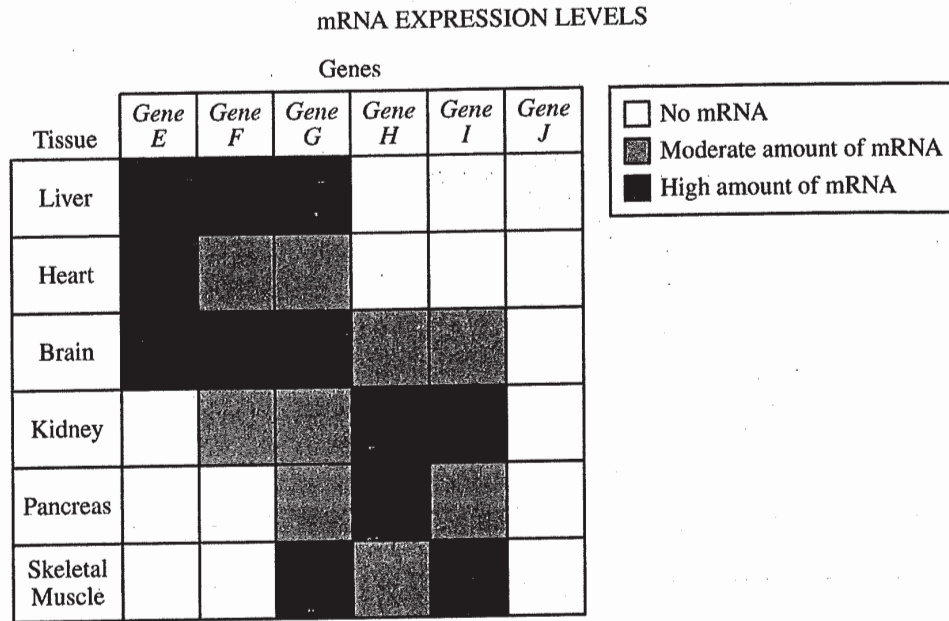 mRNA EXPRESSION LEVELS
Genes
Tissue
Gene E
Gene F
Gene G
Gene H
Gene I
Gene J
No mRNA
Moderate amount of mRNA
High amount of mRNA
Liver
Heart
Brain
Kidney
Pancreas
Skeletal
Muscle